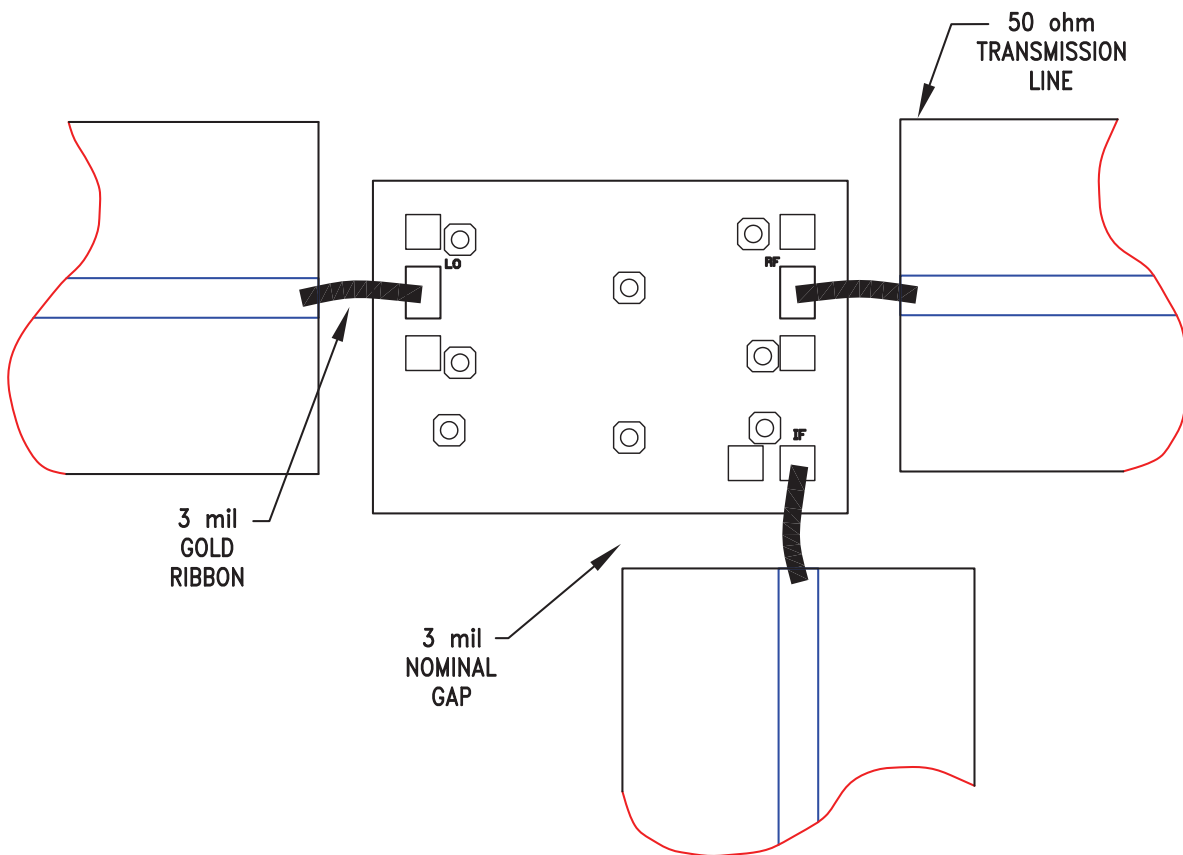 50 ohm
TRANSMISSION
LINE
LO
RF
IF
3 mil
GOLD
RIBBON
3 mil
NOMINAL
GAP